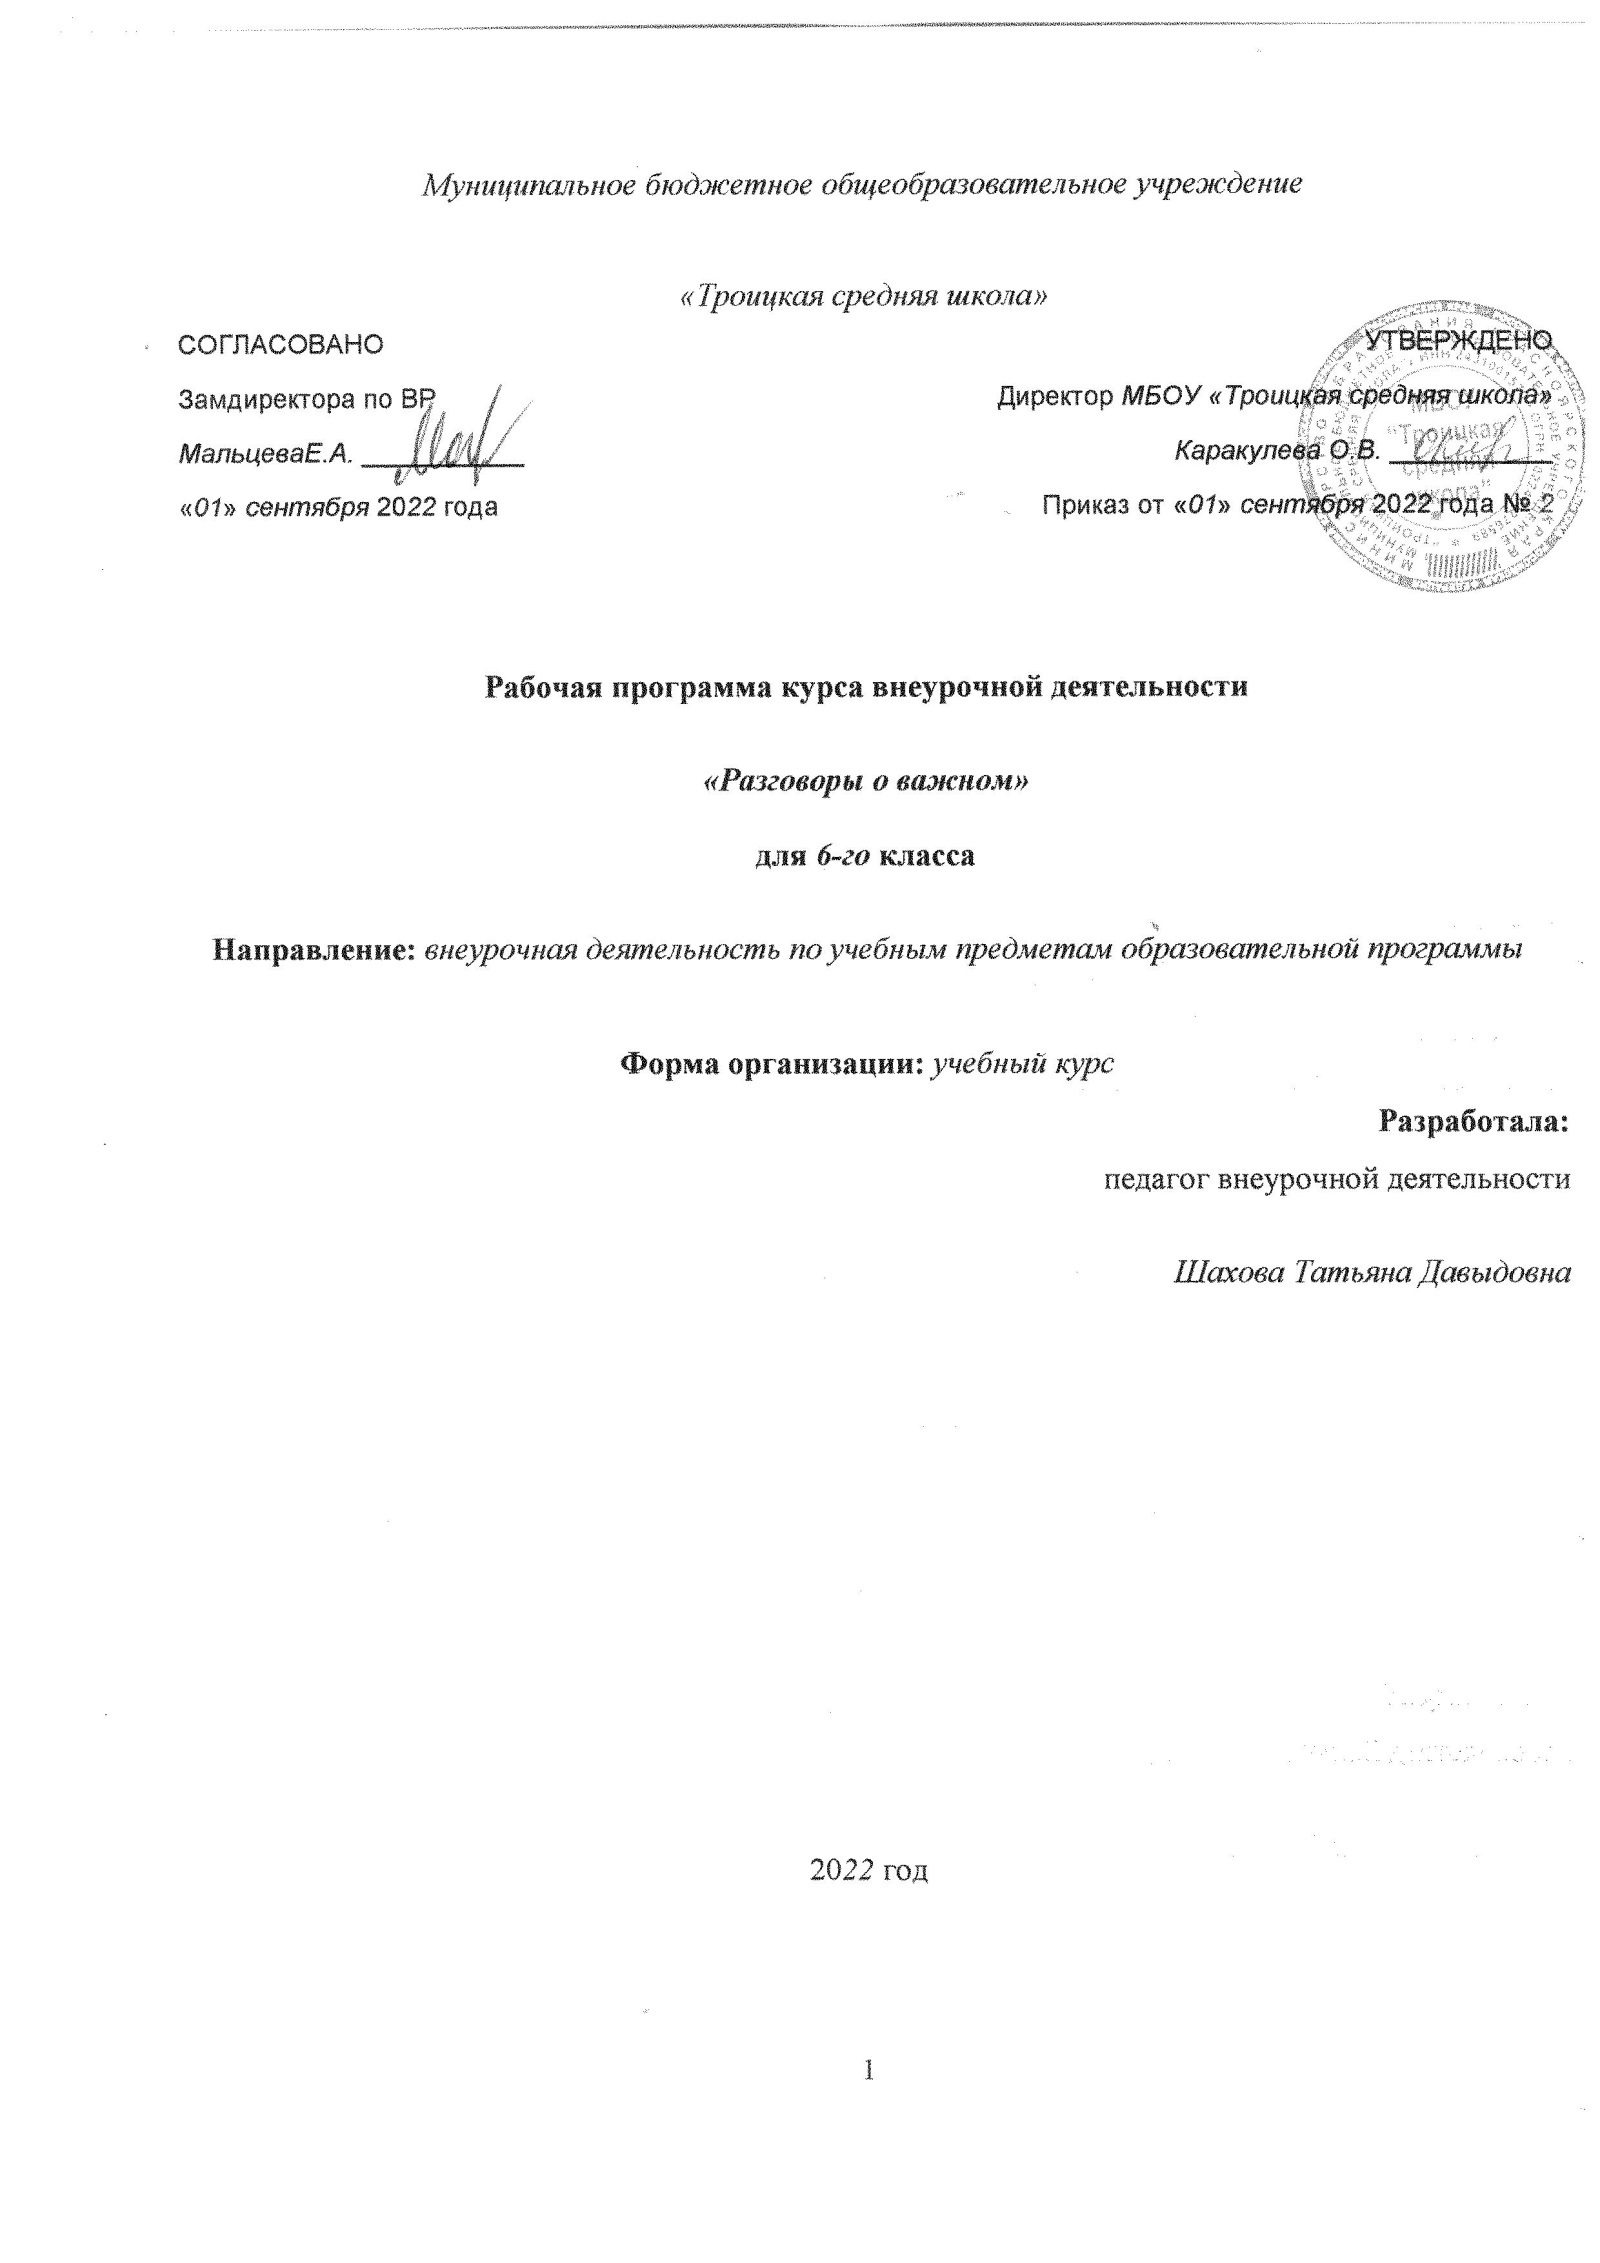 Муниципальное бюджетное общеобразовательное учреждение
«Троицкая средняя школа»
СОГЛАСОВАНО
УТВЕРЖДЕНО
Замдиректора по ВР
Директор МБОУ «Троицкая средняя школа»
МальцеваЕ.А.
Каракулева О.В.
«01» сентября 2022 года
Приказ от «01» сентября 2022 года № 2
"Троицкая
средняя
школа"
Рабочая программа курса внеурочной деятельности
«Разговоры о важном»
для 6-го класса
Направление: внеурочная деятельность по учебным предметам образовательной программы
Форма организации: учебный курс
Разработала:
педагог внеурочной деятельности
Шахова Татьяна Давыдовна
2022 год
1